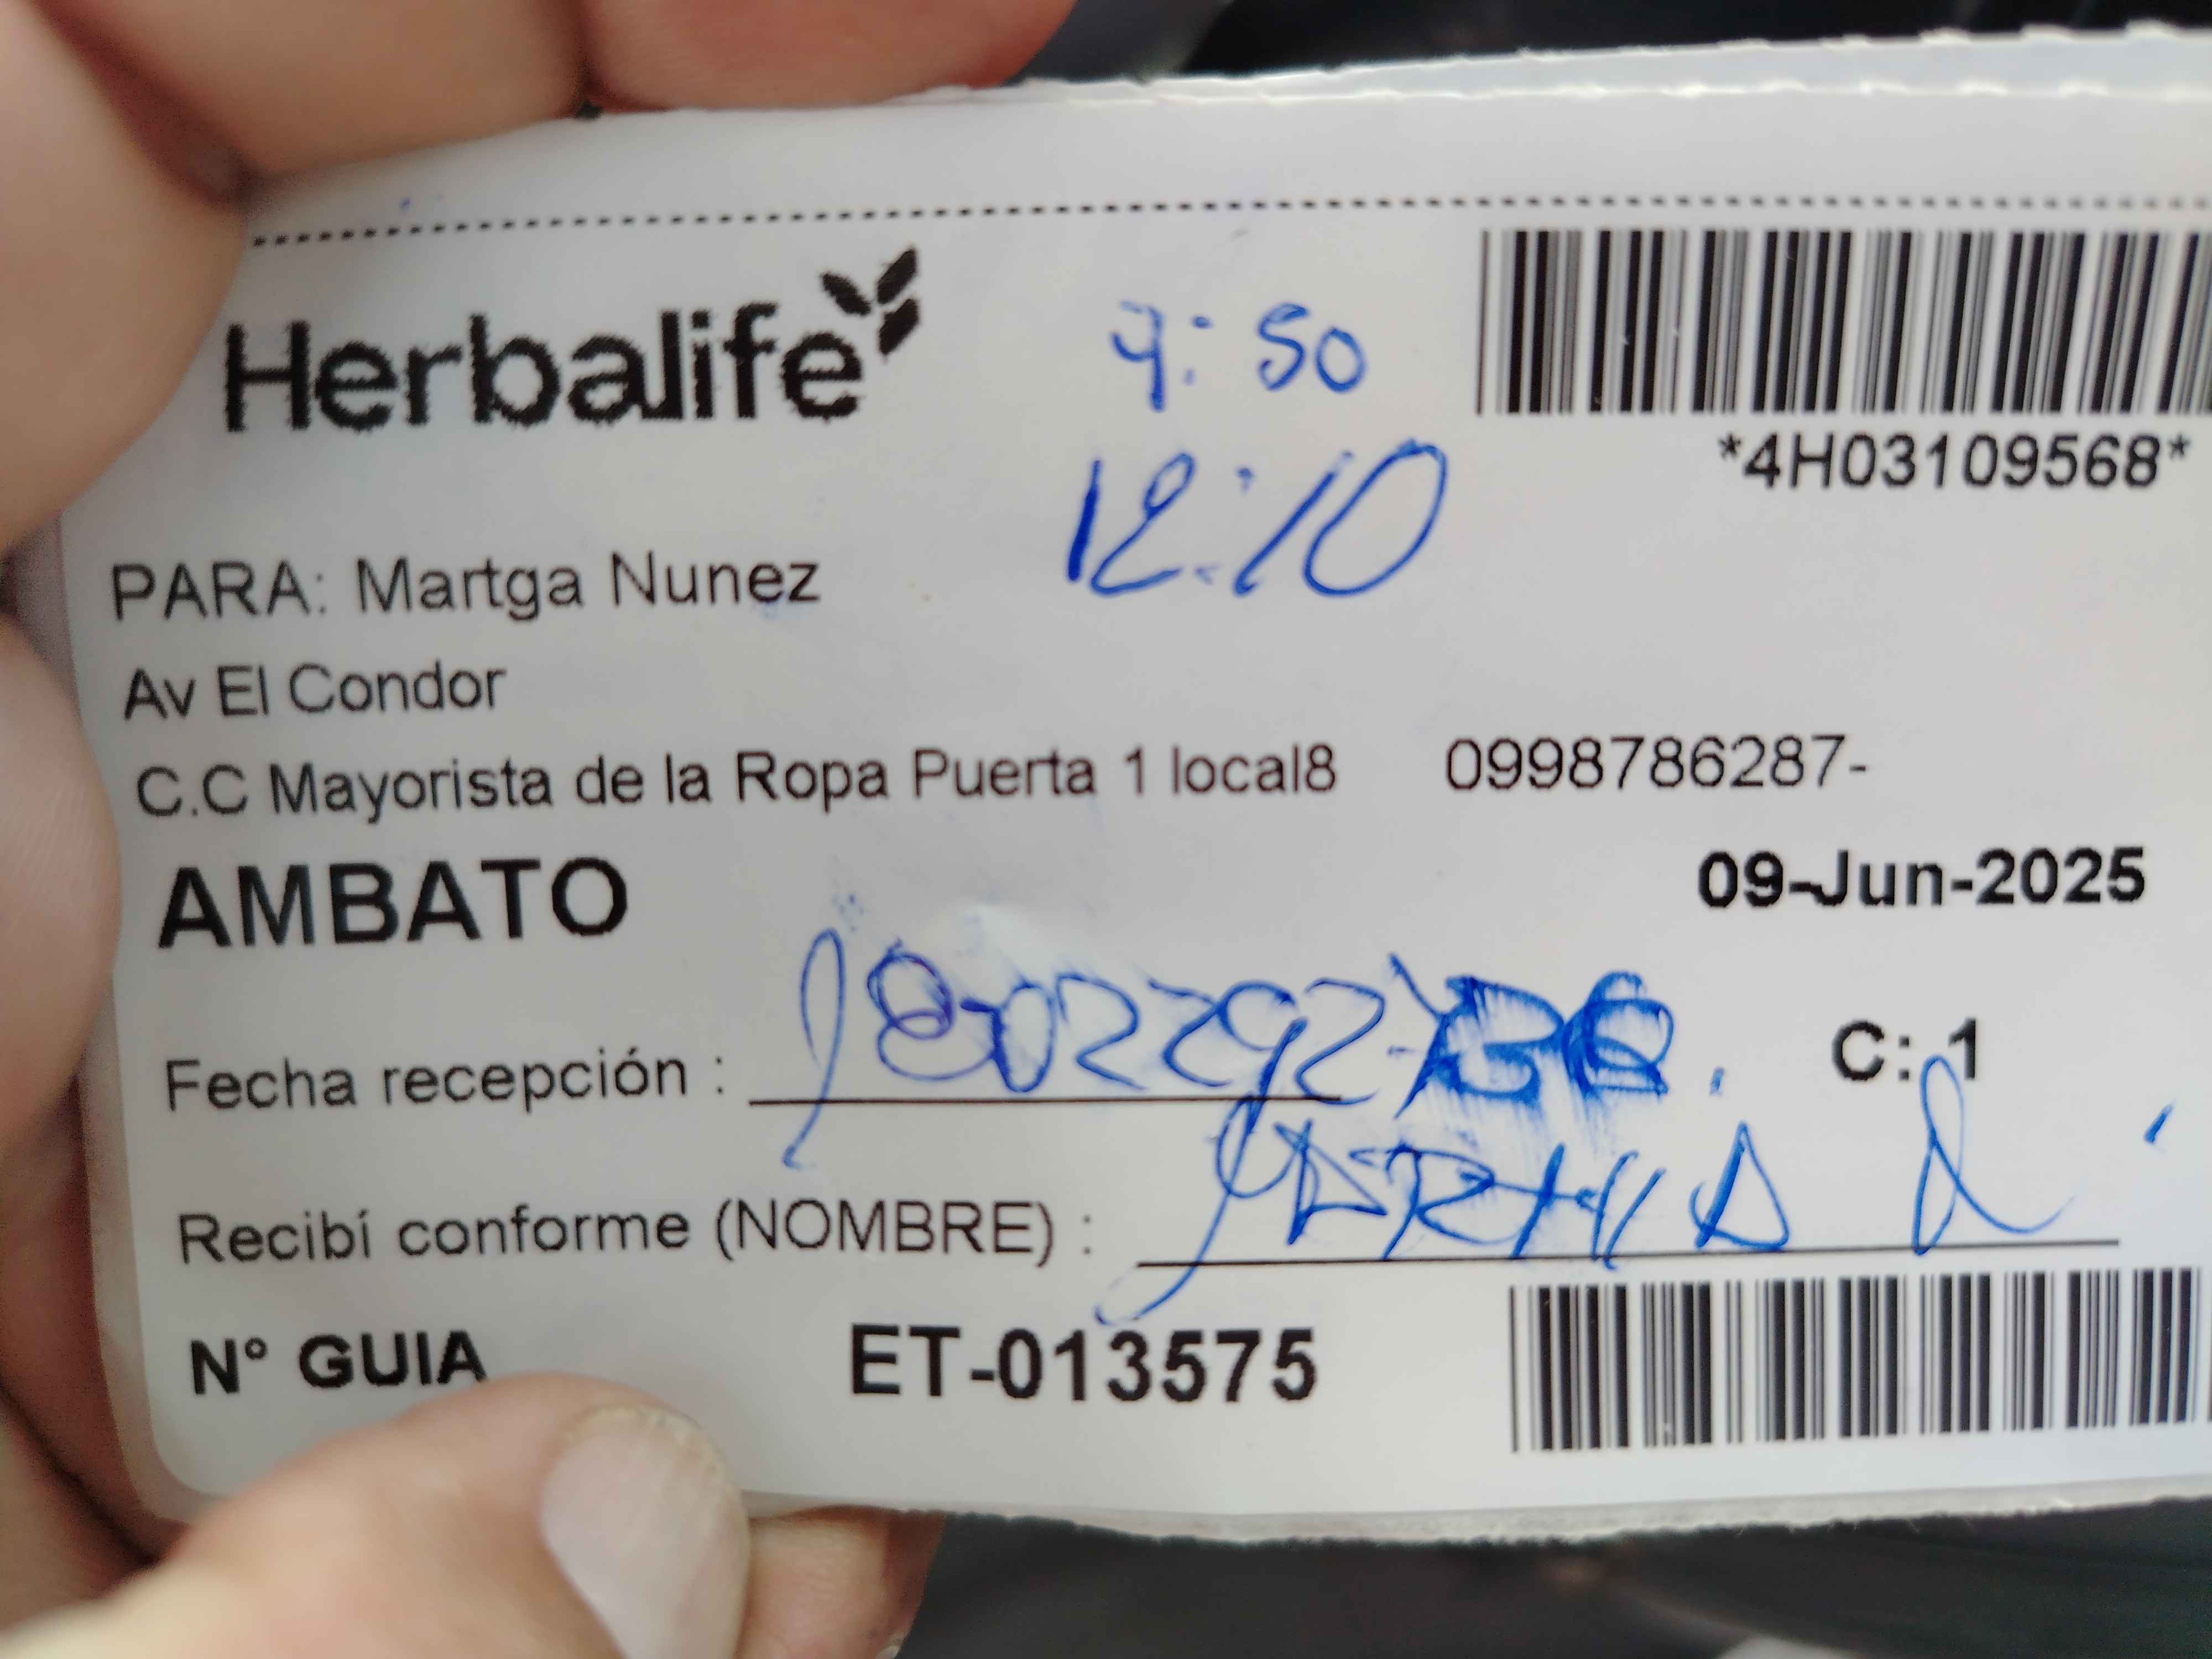 Herbalife
: 50
12:10
*4H03109568*
PARA: Martga Nunez
Av El Condor
C.C Mayorista de la Ropa Puerta 1 local8 0998786287-
AMBATO
09-Jun-2025
Fecha recepción :
C: 1
Recibí conforme (NOMBRE) :
N° GUIA ET-013575